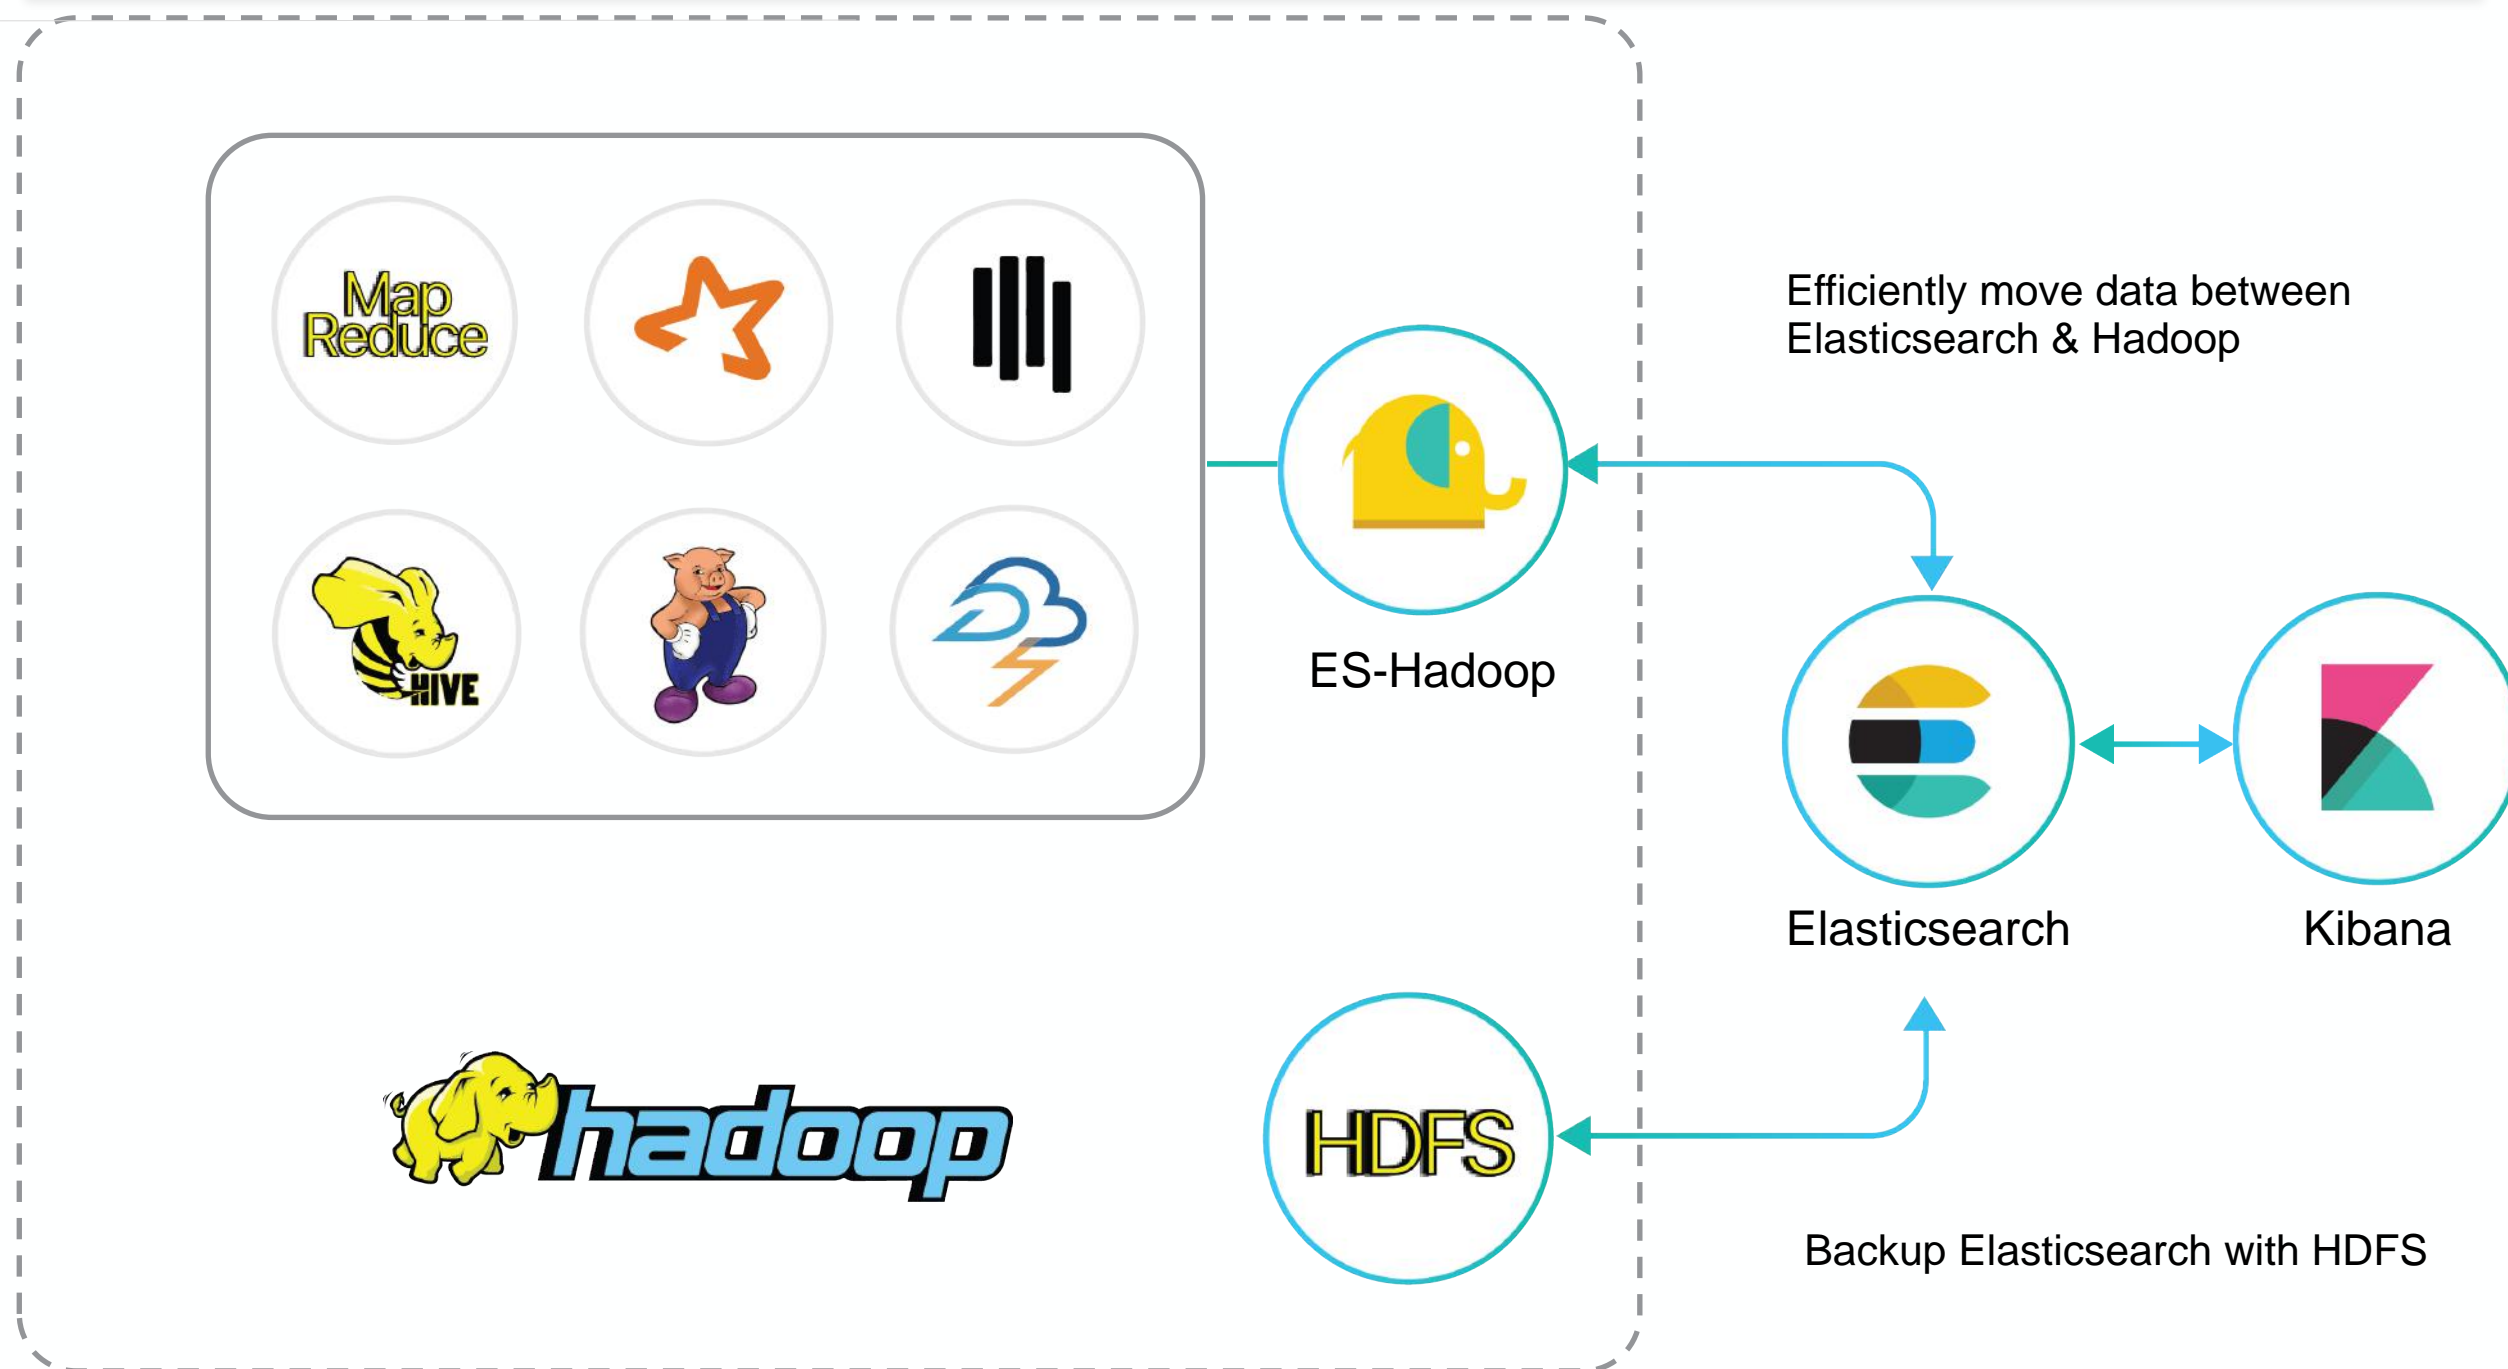 Map
Reduce
HIVE
ES-Hadoop
Efficiently move data between
Elasticsearch & Hadoop
Elasticsearch
Kibana
hadoop
HDFS
Backup Elasticsearch with HDFS